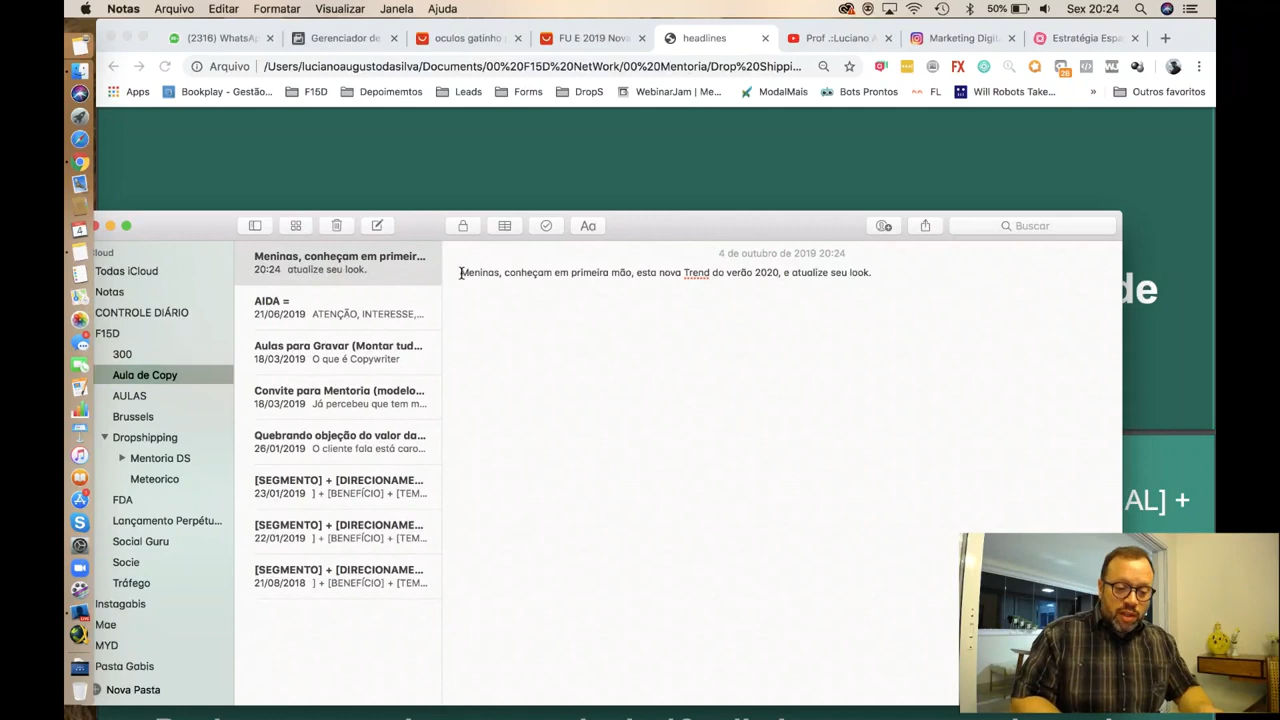 Notas Arquivo Editar Formatar Visualizar Janela Ajuda 50% Sex 20:24
(2316) WhatsA Gerenciador de oculos gatinho FU E 2019 Nova headlines Prof .:Luciano A Marketing Digit Estratégia Espa
Arquivo /Users/lucianoaugustodasilva/Documents/00%20F15D%20NetWork/00%20Mentoria/Drop%20Shippi...
28
Apps Bookplay - Gestão... F15D Depoimentos Leads Forms DropS WebinarJam | Me... ModalMais Bots Prontos FL Will Robots Take... » Outros favoritos
Aa Buscar
Cloud
Todas iCloud
Notas
CONTROLE DIÁRIO
F15D
300
Aula de Copy
AULAS
Brussels
Dropshipping
Mentoria DS
Meteorico
FDA
Lançamento Perpétu...
Social Guru
Socie
Tráfego
Instagabis
Mae
MYD
Pasta Gabis
Nova Pasta
Meninas, conheçam em primeir...
20:24 atualize seu look.
AIDA =
21/06/2019 ATENÇÃO, INTERESSE,...
Aulas para Gravar (Montar tud...
18/03/2019 O que é Copywriter
Convite para Mentoria (modelo...
18/03/2019 Já percebeu que tem m...
Quebrando objeção do valor da...
26/01/2019 O cliente fala está caro...
[SEGMENTO] + [DIRECIONAME...
23/01/2019 ] + [BENEFÍCIO] + [TEM...
[SEGMENTO] + [DIRECIONAME...
22/01/2019 ] + [BENEFÍCIO] + [TEM...
[SEGMENTO] + [DIRECIONAME...
21/08/2018 ] + [BENEFÍCIO] + [TEM...
4 de outubro de 2019 20:24
Meninas, conheçam em primeira mão, esta nova Trend do verão 2020, e atualize seu look.
de
AL] +